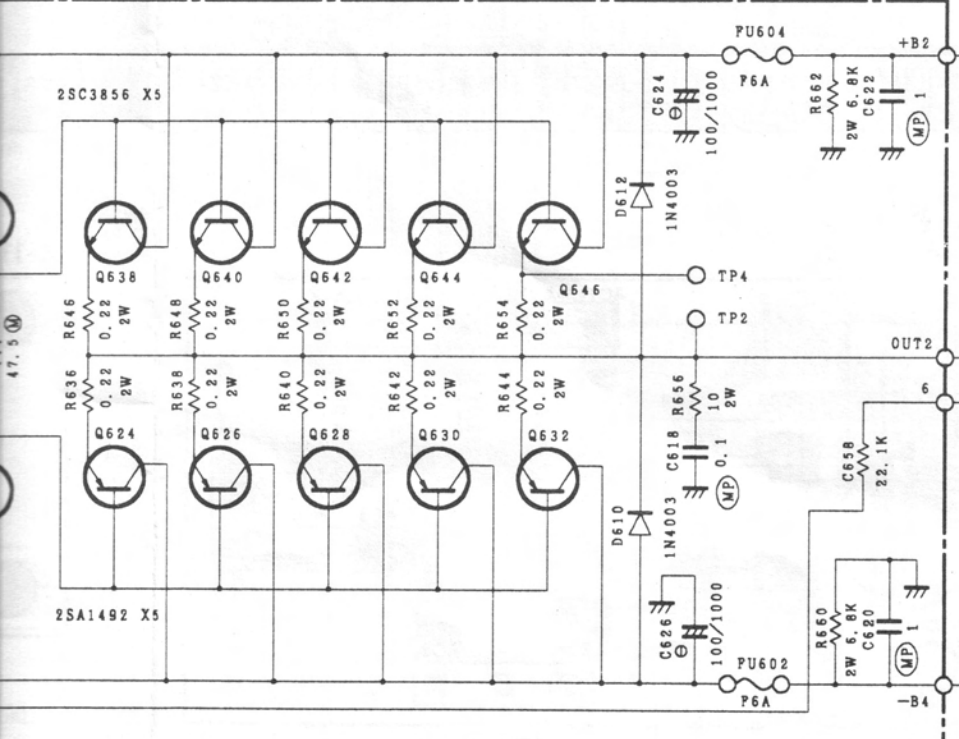 FU604
+B2
F6A
2SC3856 X5
C624
⊖
100/1000
R662
2W 6.8K
C622
1
MP
D612
1N4003
Q638
Q640
Q642
Q644
Q646
TP4
TP2
R646
0.22
2W
R648
0.22
2W
R650
0.22
2W
R652
0.22
2W
R654
0.22
2W
47.5 M
OUT2
6
R636
0.22
2W
R638
0.22
2W
R640
0.22
2W
R642
0.22
2W
R644
0.22
2W
R656
10
2W
Q624
Q626
Q628
Q630
Q632
C618
0.1
MP
C658
22.1K
D610
1N4003
2SA1492 X5
C626
⊖
100/1000
R660
2W 6.8K
C620
1
MP
FU602
F6A
-B4